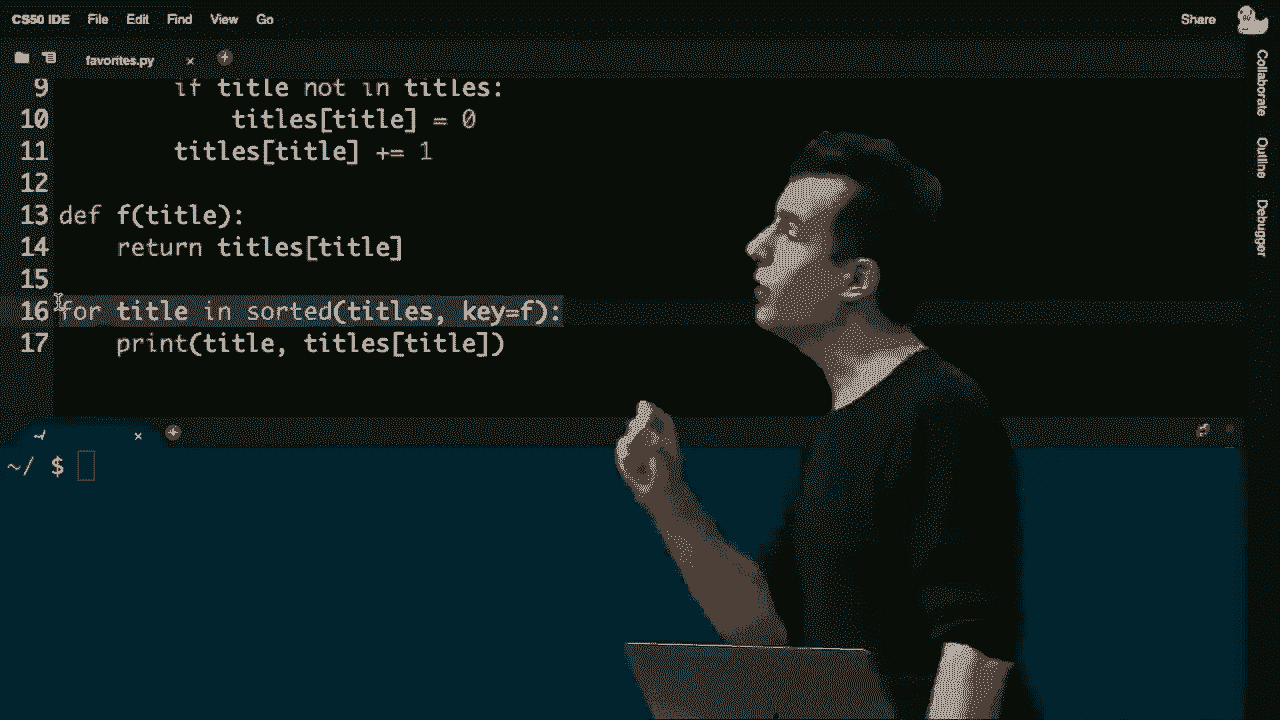 CS50 IDE File Edit Find View Go Share
favorites.py
9 if title not in titles:
10 titles[title] = 0
11 titles[title] += 1
12
13 def f(title):
14 return titles[title]
15
16 for title in sorted(titles, key=f):
17 print(title, titles[title])
~/
~/ $
Collaborate
Outline
Debugger